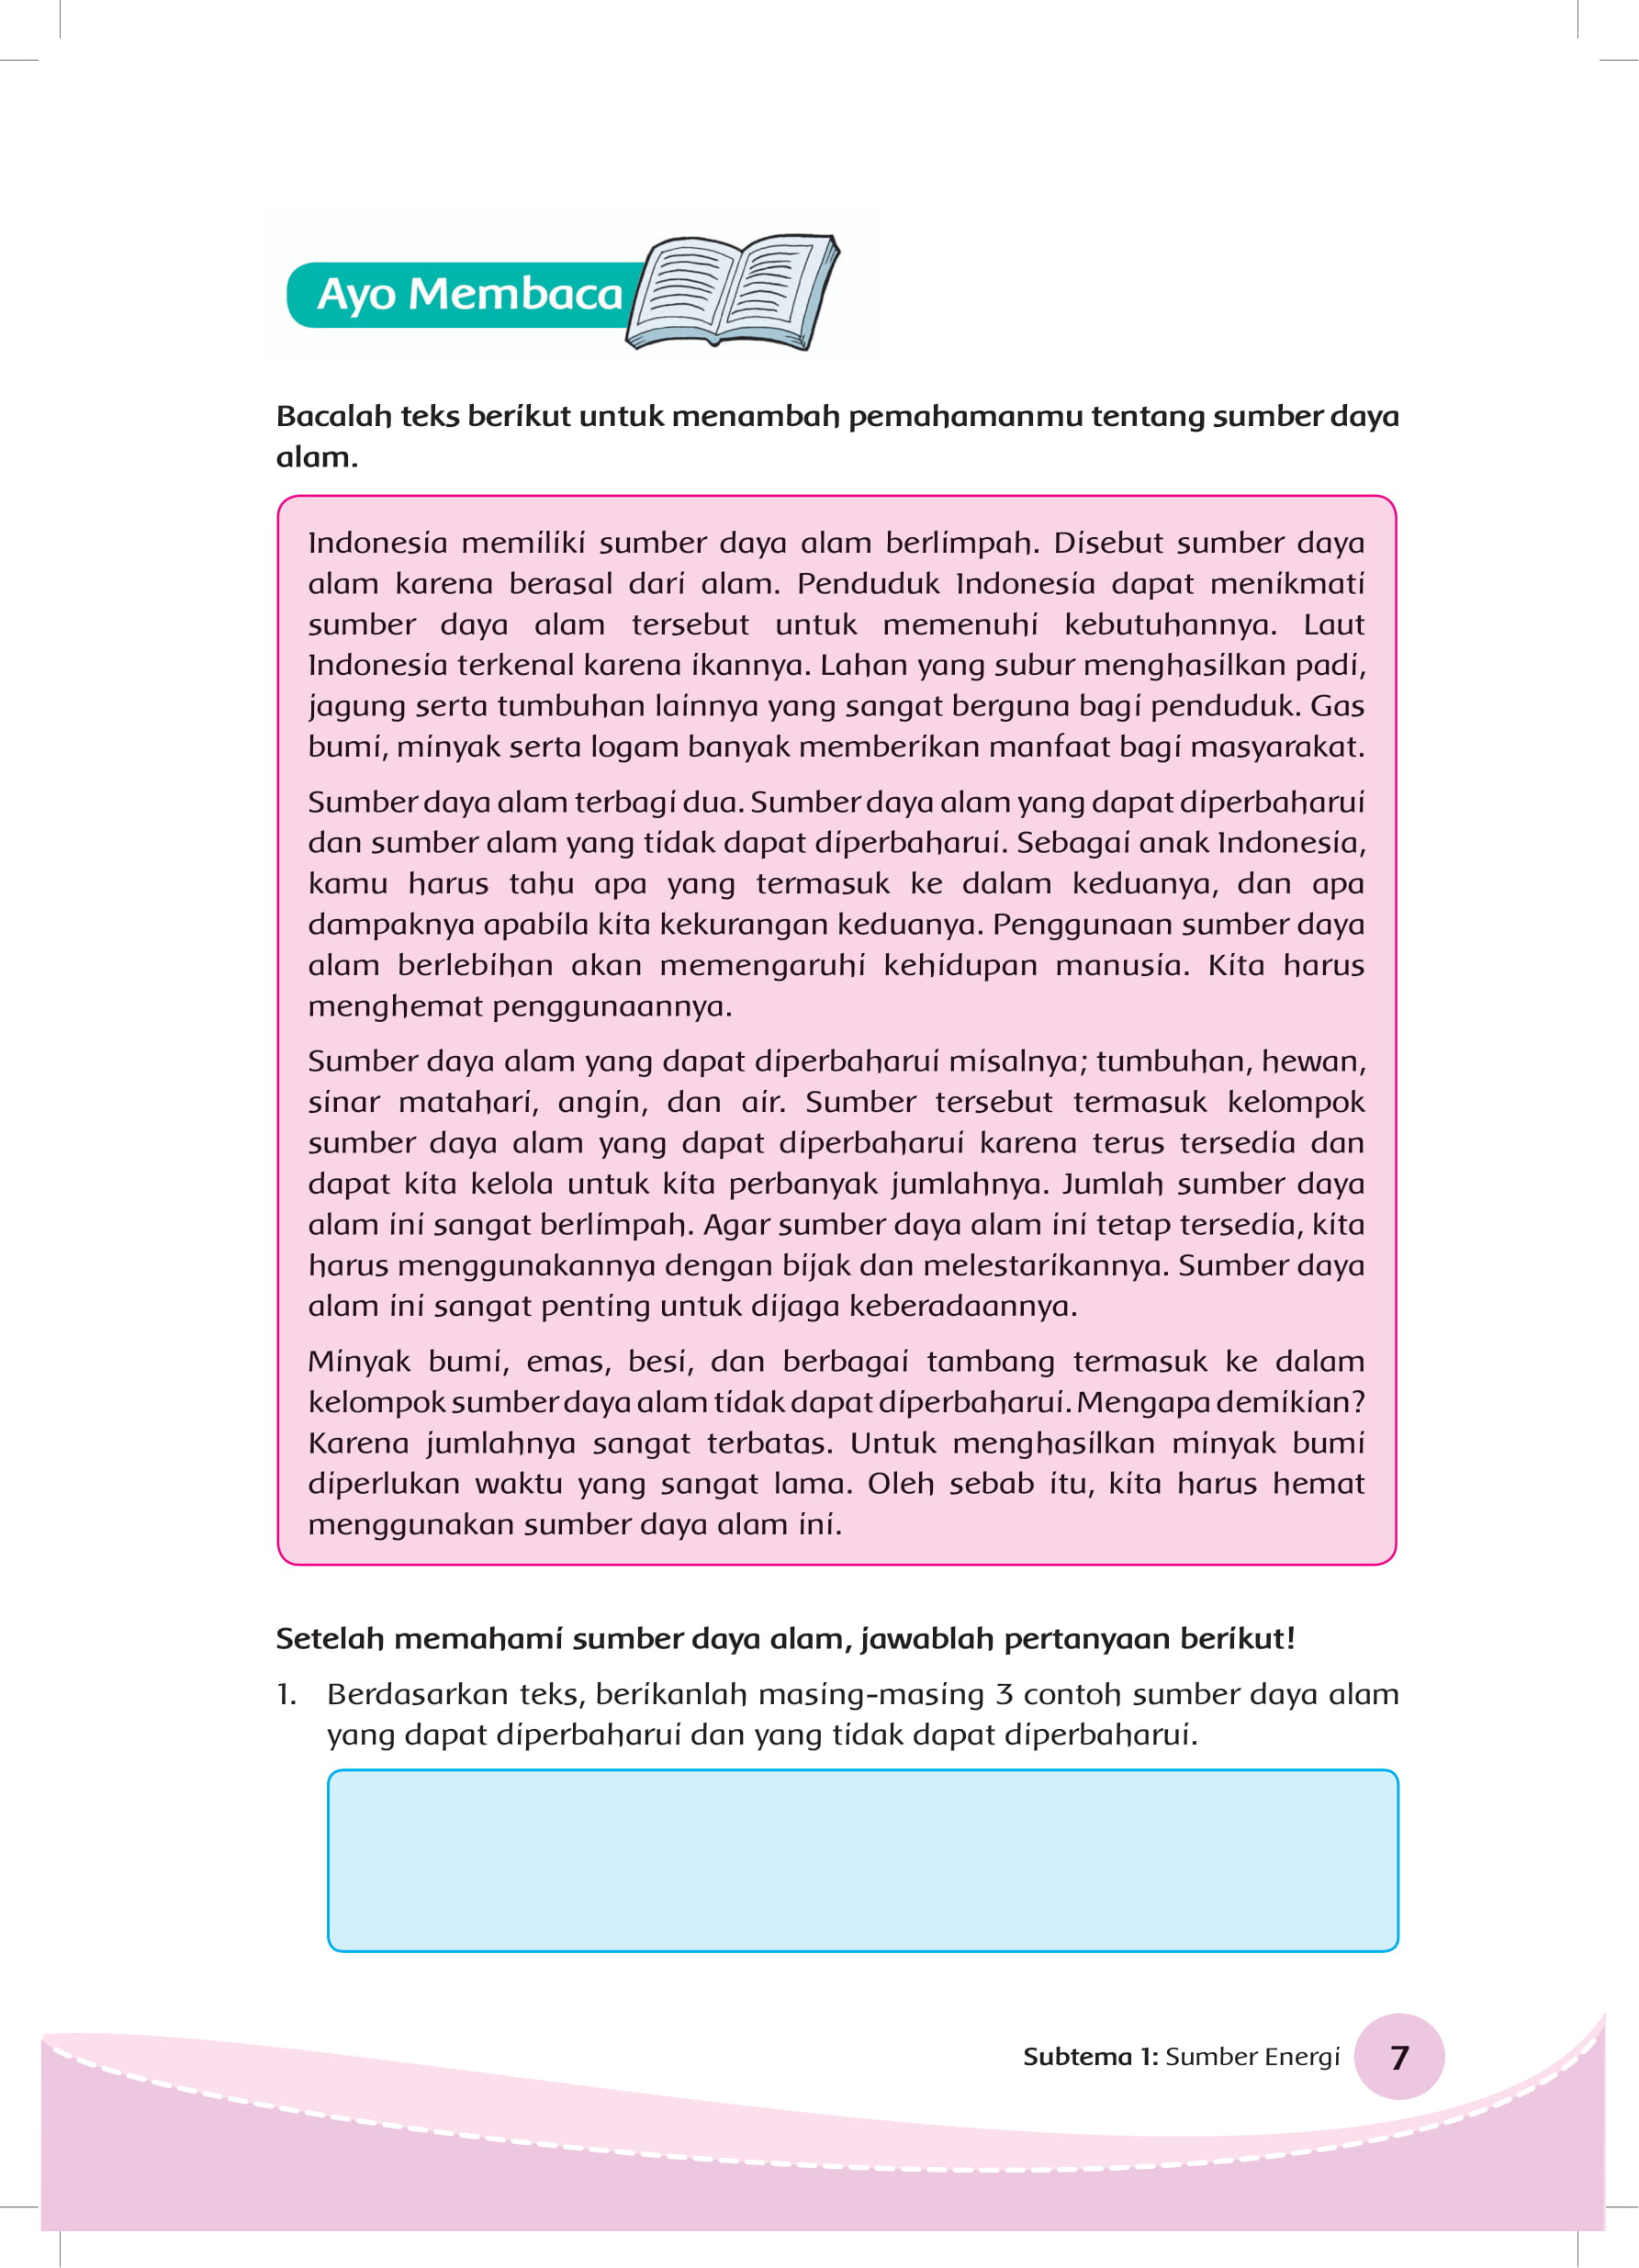 Ayo Membaca
Bacalah teks berikut untuk menambah pemahamanmu tentang sumber daya
alam.
Indonesia memiliki sumber daya alam berlimpah. Disebut sumber daya
alam karena berasal dari alam. Penduduk Indonesia dapat menikmati
sumber daya alam tersebut untuk memenuhi kebutuhannya. Laut
Indonesia terkenal karena ikannya. Lahan yang subur menghasilkan padi,
jagung serta tumbuhan lainnya yang sangat berguna bagi penduduk. Gas
bumi, minyak serta logam banyak memberikan manfaat bagi masyarakat.
Sumber daya alam terbagi dua. Sumber daya alam yang dapat diperbaharui
dan sumber alam yang tidak dapat diperbaharui. Sebagai anak Indonesia,
kamu harus tahu apa yang termasuk ke dalam keduanya, dan apa
dampaknya apabila kita kekurangan keduanya. Penggunaan sumber daya
alam berlebihan akan memengaruhi kehidupan manusia. Kita harus
menghemat penggunaannya.
Sumber daya alam yang dapat diperbaharui misalnya; tumbuhan, hewan,
sinar matahari, angin, dan air. Sumber tersebut termasuk kelompok
sumber daya alam yang dapat diperbaharui karena terus tersedia dan
dapat kita kelola untuk kita perbanyak jumlahnya. Jumlah sumber daya
alam ini sangat berlimpah. Agar sumber daya alam ini tetap tersedia, kita
harus menggunakannya dengan bijak dan melestarikannya. Sumber daya
alam ini sangat penting untuk dijaga keberadaannya.
Minyak bumi, emas, besi, dan berbagai tambang termasuk ke dalam
kelompok sumber daya alam tidak dapat diperbaharui. Mengapa demikian?
Karena jumlahnya sangat terbatas. Untuk menghasilkan minyak bumi
diperlukan waktu yang sangat lama. Oleh sebab itu, kita harus hemat
menggunakan sumber daya alam ini.
Setelah memahami sumber daya alam, jawablah pertanyaan berikut!
1. Berdasarkan teks, berikanlah masing-masing 3 contoh sumber daya alam
yang dapat diperbaharui dan yang tidak dapat diperbaharui.
Subtema 1: Sumber Energi 7